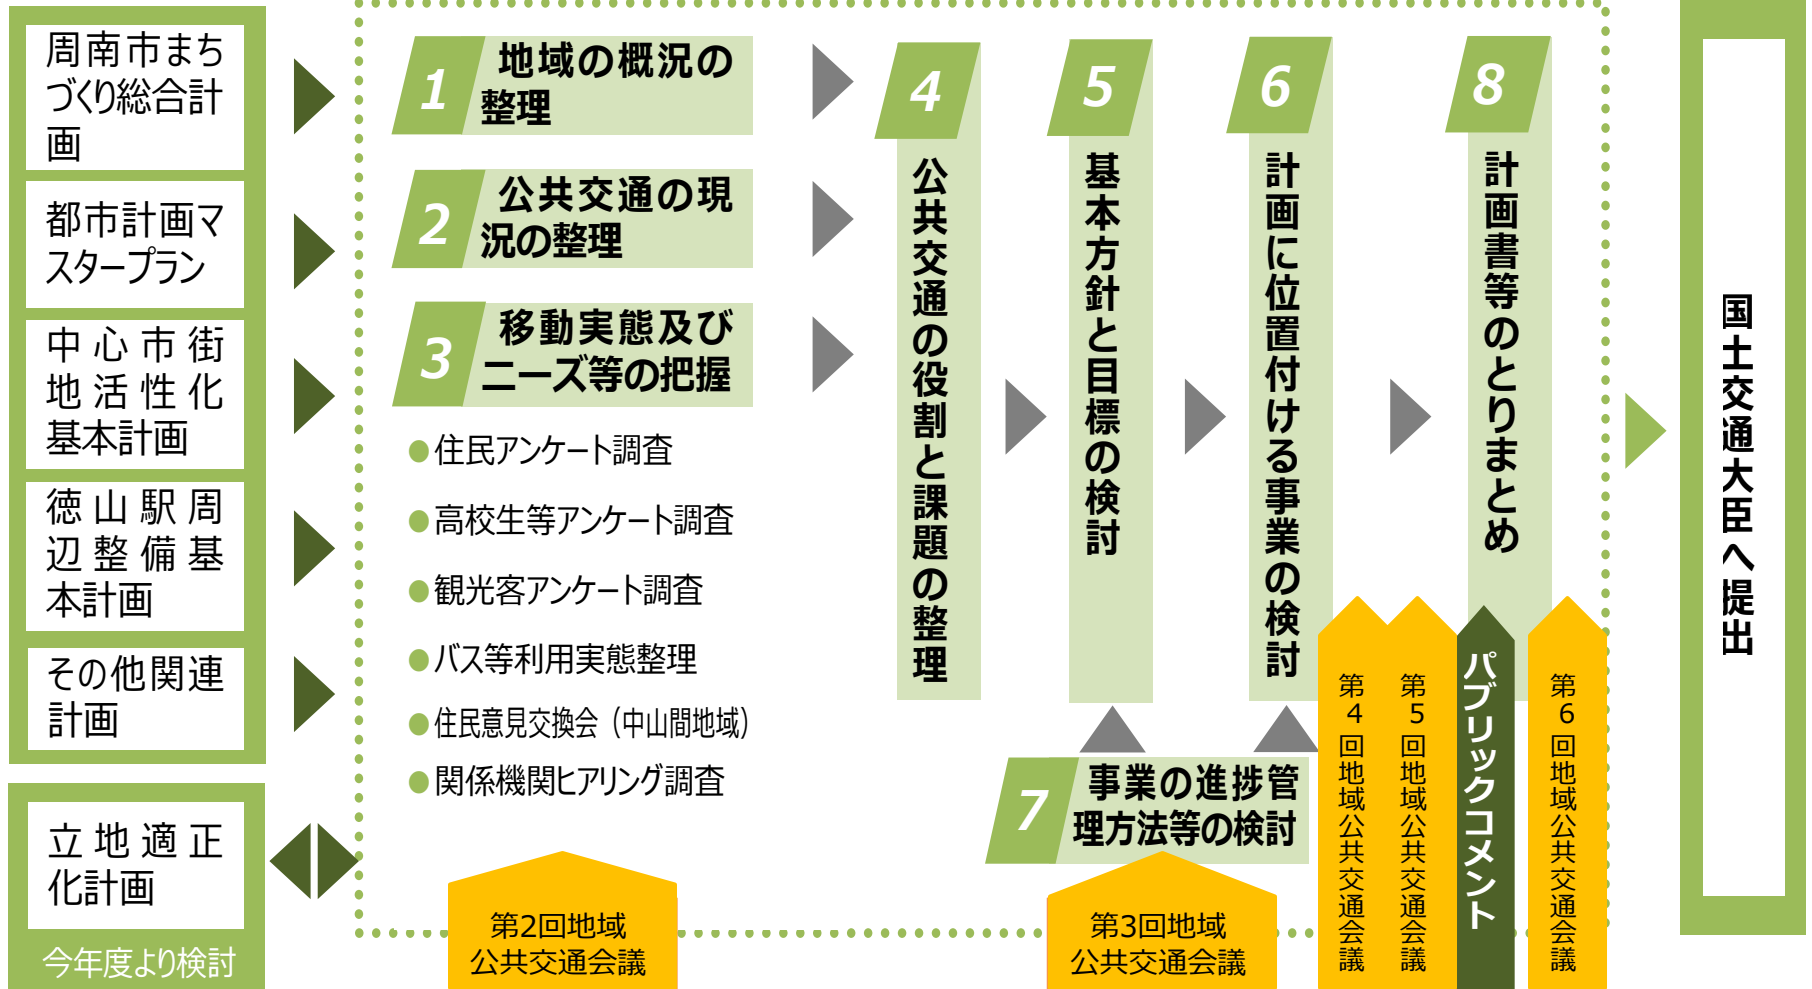 周南市まち
づくり総合計
画
都市計画マ
スタープラン
中心市街
地活性化
基本計画
徳山駅周
辺整備基
本計画
その他関連
計画
立地適正
化計画
今年度より検討
1
地域の概況の
整理
2
公共交通の現
況の整理
3
移動実態及び
ニーズ等の把握
●住民アンケート調査
●高校生等アンケート調査
●観光客アンケート調査
●バス等利用実態整理
●住民意見交換会（中山間地域）
●関係機関ヒアリング調査
4
公共交通の役割と課題の整理
5
基本方針と目標の検討
6
計画に位置付ける事業の検討
7
事業の進捗管
理方法等の検討
8
計画書等のとりまとめ
第2回地域
公共交通会議
第3回地域
公共交通会議
第4回地域公共交通会議
第5回地域公共交通会議
パブリックコメント
第6回地域公共交通会議
国土交通大臣へ提出